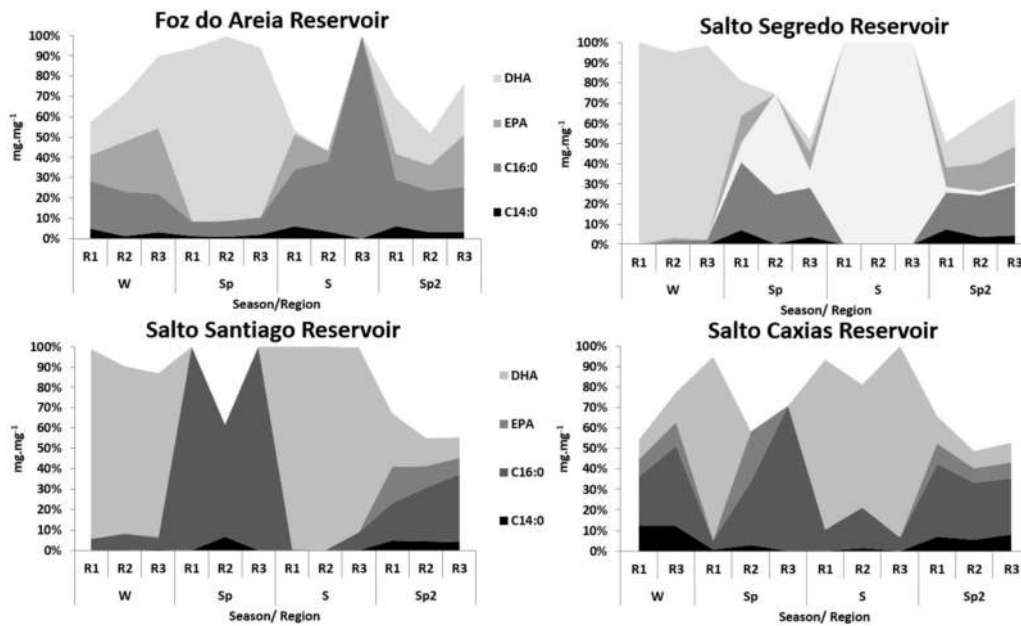 Foz do Areia Reservoir
100%
90%
80%
70%
60%
50%
40%
30%
20%
10%
0%
mg.mg-1
R1 R2 R3 R1 R2 R3 R1 R2 R3 R1 R2 R3
W Sp S Sp2
Season/Region
DHA
EPA
C16:0
C14:0
Salto Segredo Reservoir
100%
90%
80%
70%
60%
50%
40%
30%
20%
10%
0%
mg.mg-1
R1 R2 R3 R1 R2 R3 R1 R2 R3 R1 R2 R3
W Sp S Sp2
Season/ Region
Salto Santiago Reservoir
100%
90%
80%
70%
60%
50%
40%
30%
20%
10%
0%
mg.mg-1
R1 R2 R3 R1 R2 R3 R1 R2 R3 R1 R2 R3
W Sp S Sp2
Season/ Region
DHA
EPA
C16:0
C14:0
Salto Caxias Reservoir
100%
90%
80%
70%
60%
50%
40%
30%
20%
10%
0%
mg.mg-1
R1 R3 R1 R2 R3 R1 R2 R3 R1 R2 R3
W Sp S Sp2
Season/ Region